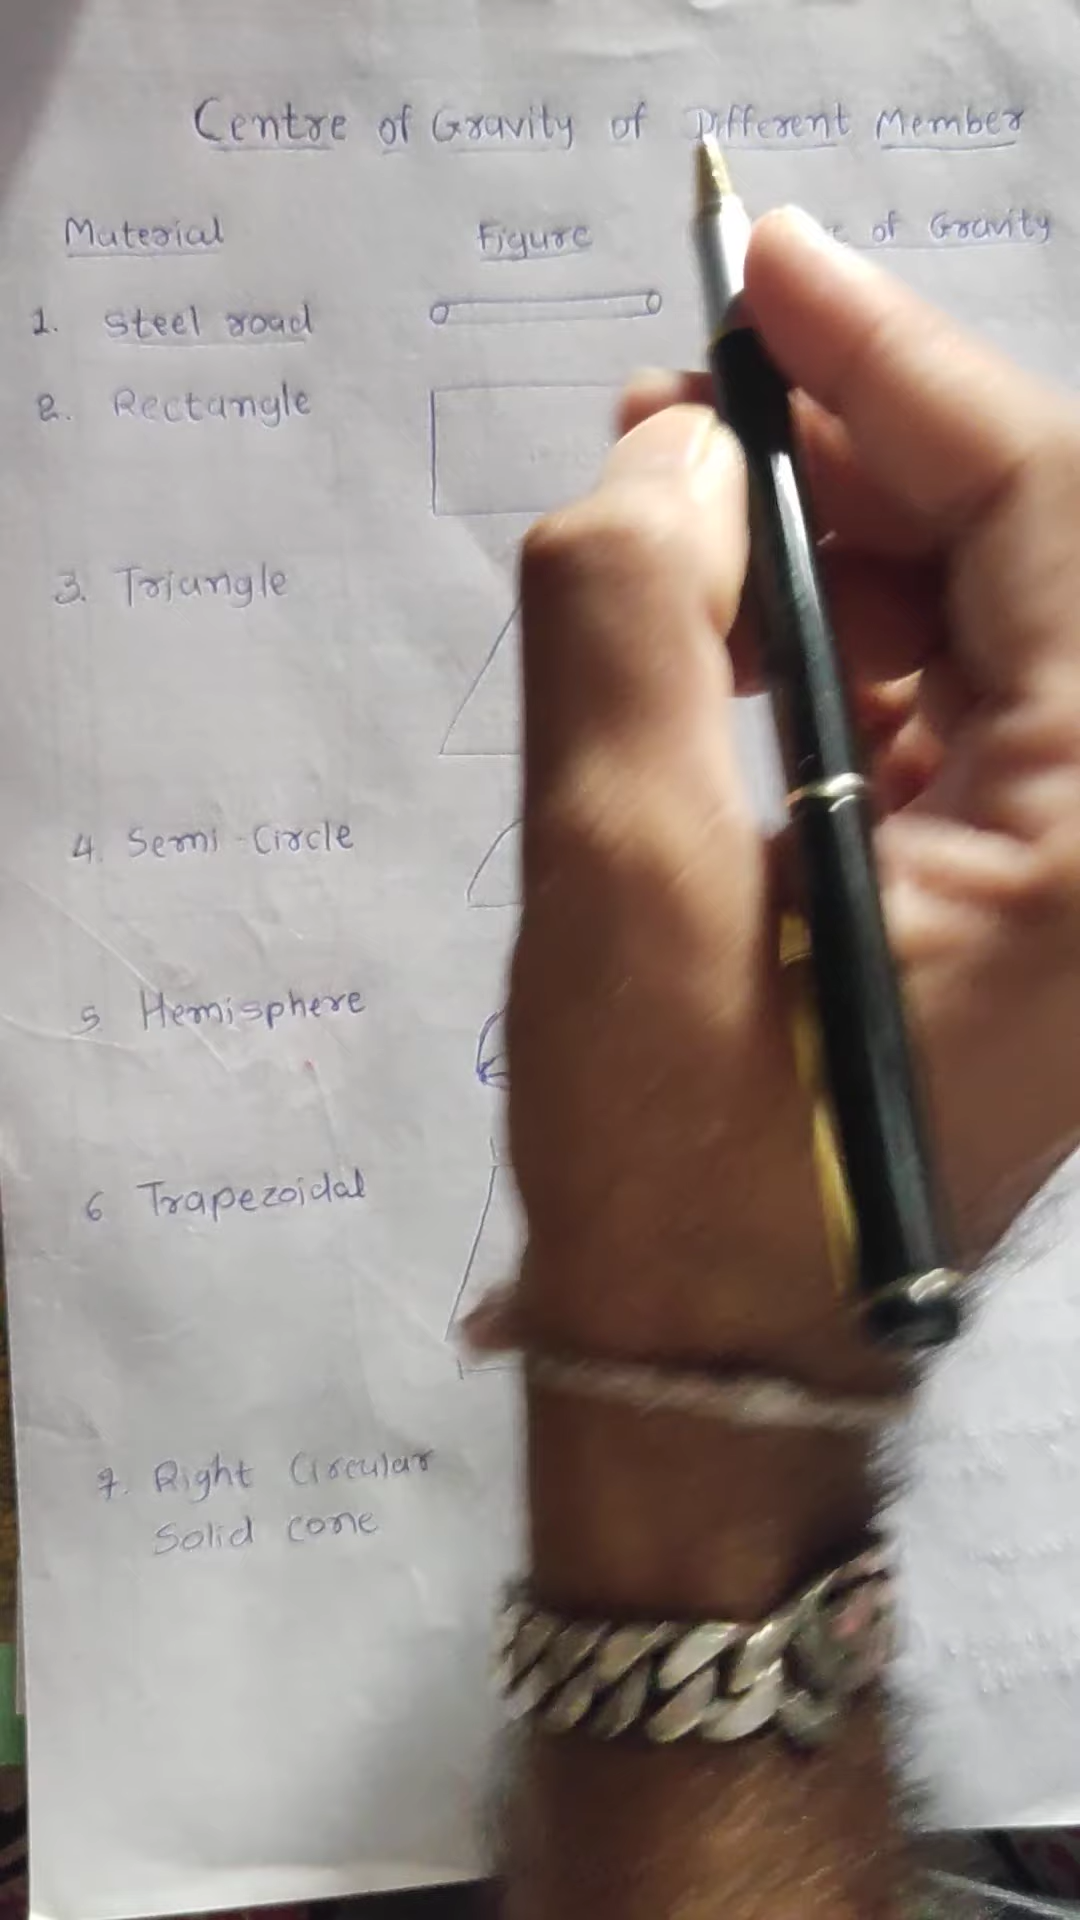 Centre of Gravity of Different Member
Material Figure of Gravity
1. Steel road
2. Rectangle
3. Triangle
4. Semi-Circle
5 Hemisphere
6 Trapezoidal
7. Right Circular
Solid cone